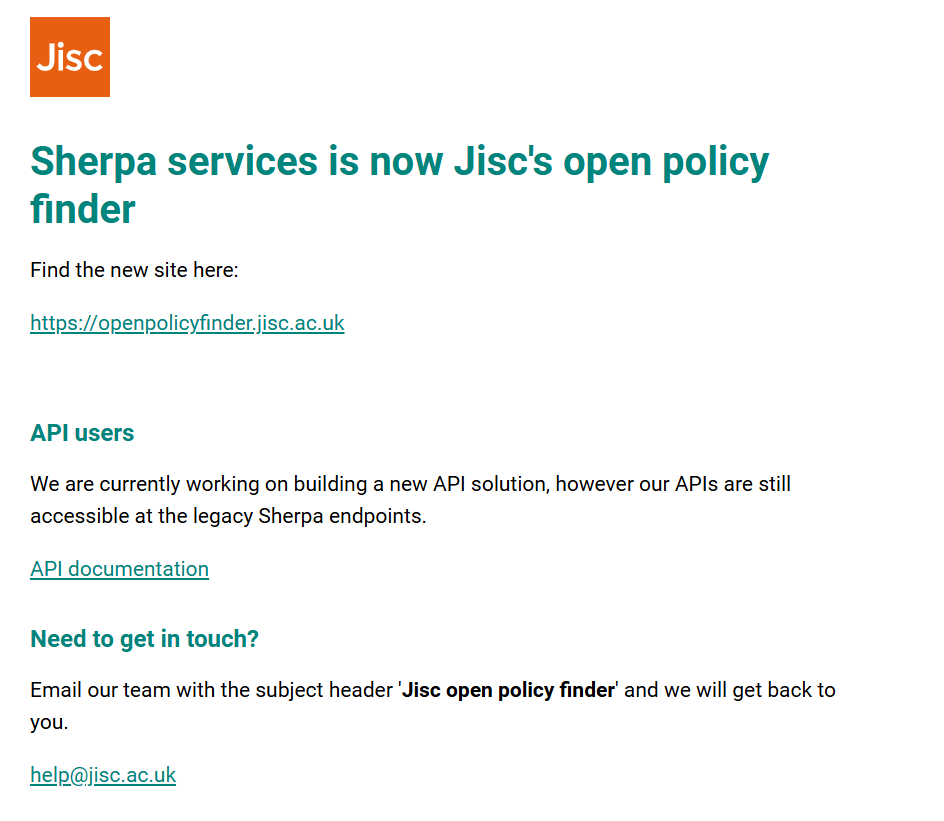 Jisc
Sherpa services is now Jisc's open policy
finder
Find the new site here:
https://openpolicyfinder.jisc.ac.uk
API users
We are currently working on building a new API solution, however our APIs are still
accessible at the legacy Sherpa endpoints.
API documentation
Need to get in touch?
Email our team with the subject header 'Jisc open policy finder' and we will get back to
you.
help@jisc.ac.uk